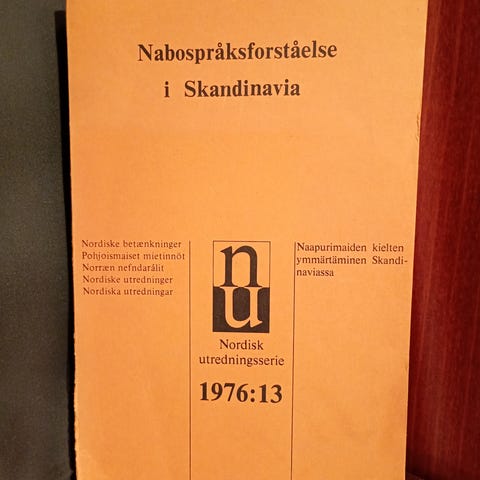 Nabospråksforståelse
i Skandinavia
Nordiske betænkninger
Pohjoismaiset mietinnöt
Norræn nefndarálit
Nordiske utredninger
Nordiska utredningar
nu
Nordisk
utredningsserie
1976:13
Naapurimaiden kielten
ymmärtäminen Skandi-
naviassa